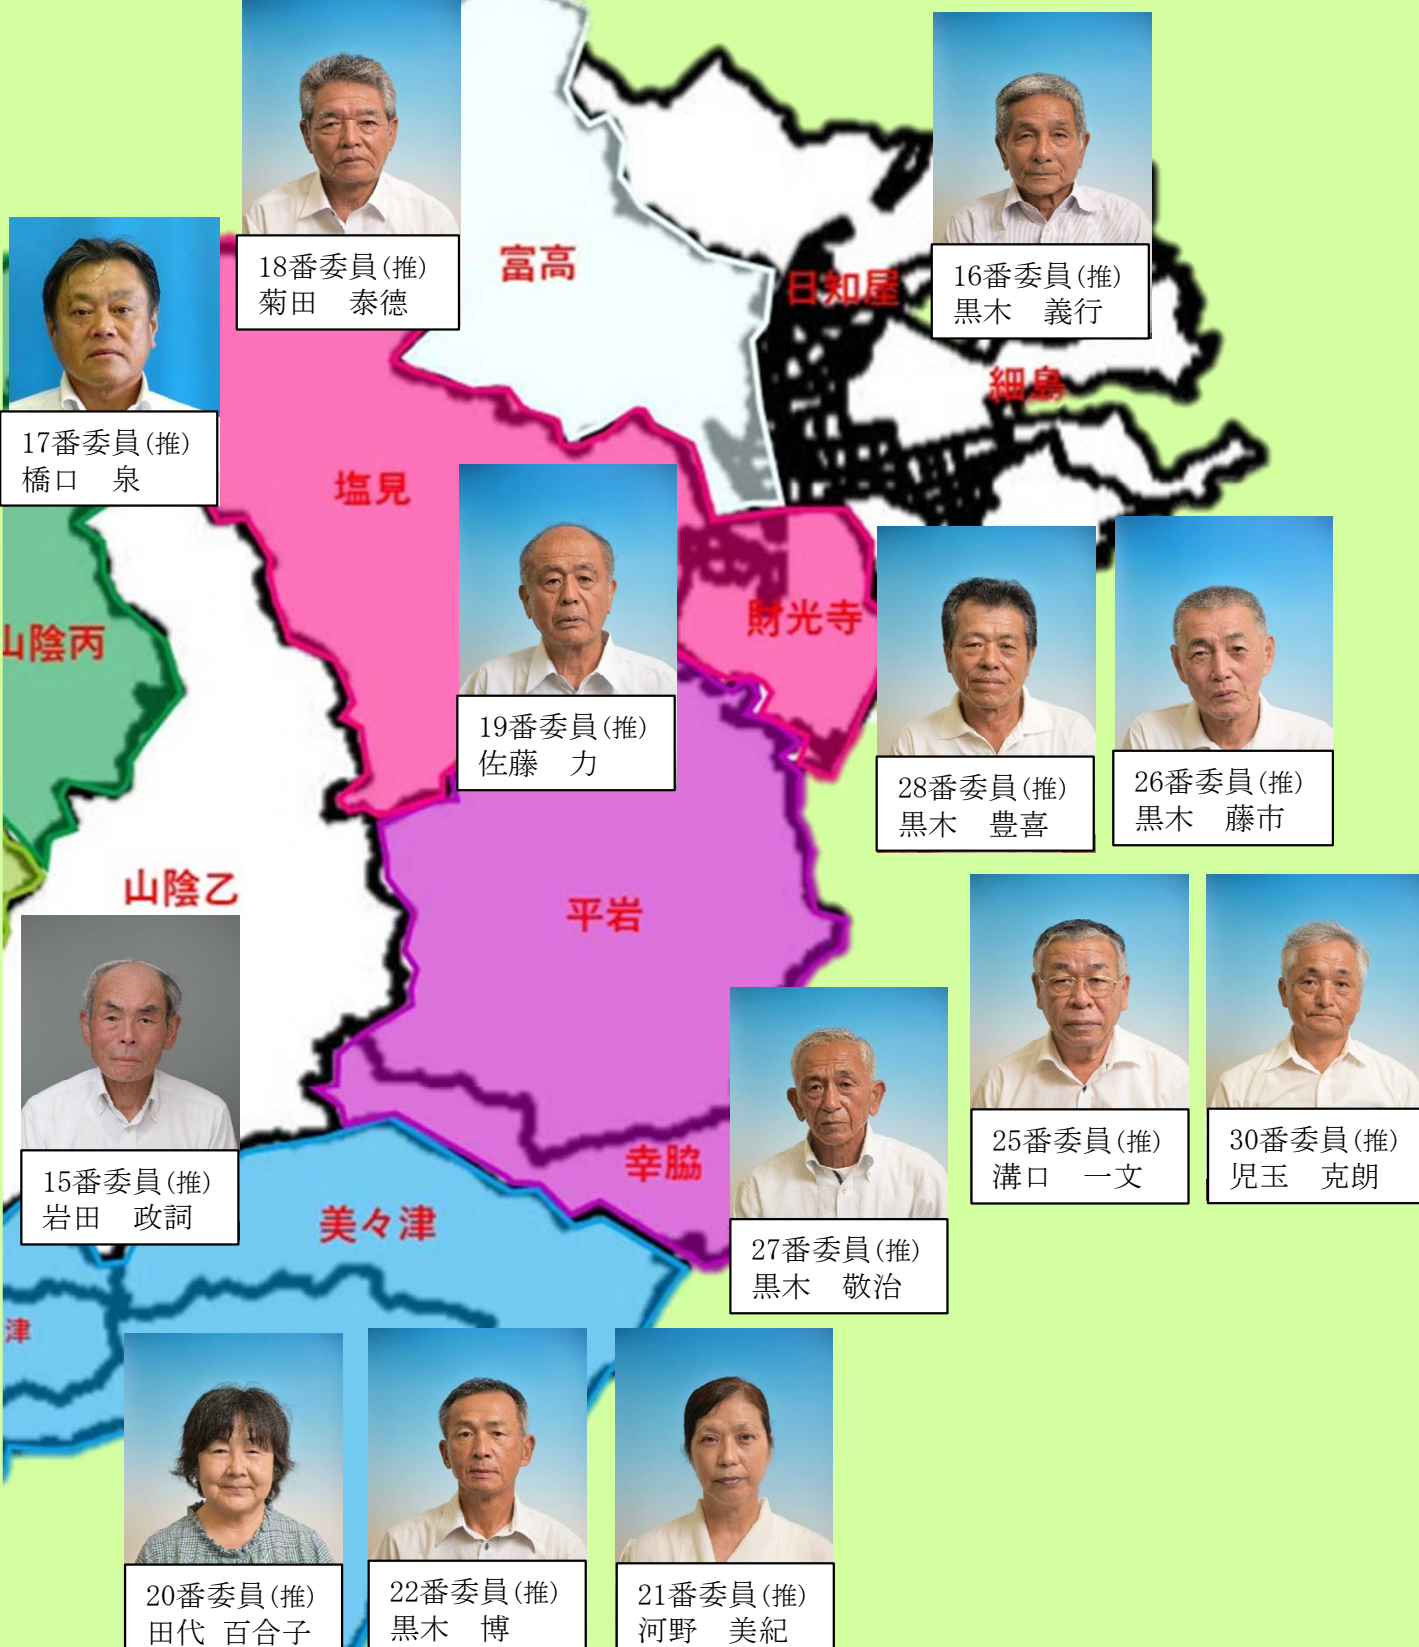 18番委員(推)
菊田　泰德
富高
日知屋
16番委員(推)
黒木　義行
細島
17番委員(推)
橋口　泉
塩見
山陰丙
財光寺
19番委員(推)
佐藤　力
28番委員(推)
黒木　豊喜
26番委員(推)
黒木　藤市
山陰乙
平岩
25番委員(推)
溝口　一文
30番委員(推)
児玉　克朗
15番委員(推)
岩田　政詞
幸脇
美々津
27番委員(推)
黒木　敬治
津
20番委員(推)
田代 百合子
22番委員(推)
黒木　博
21番委員(推)
河野　美紀